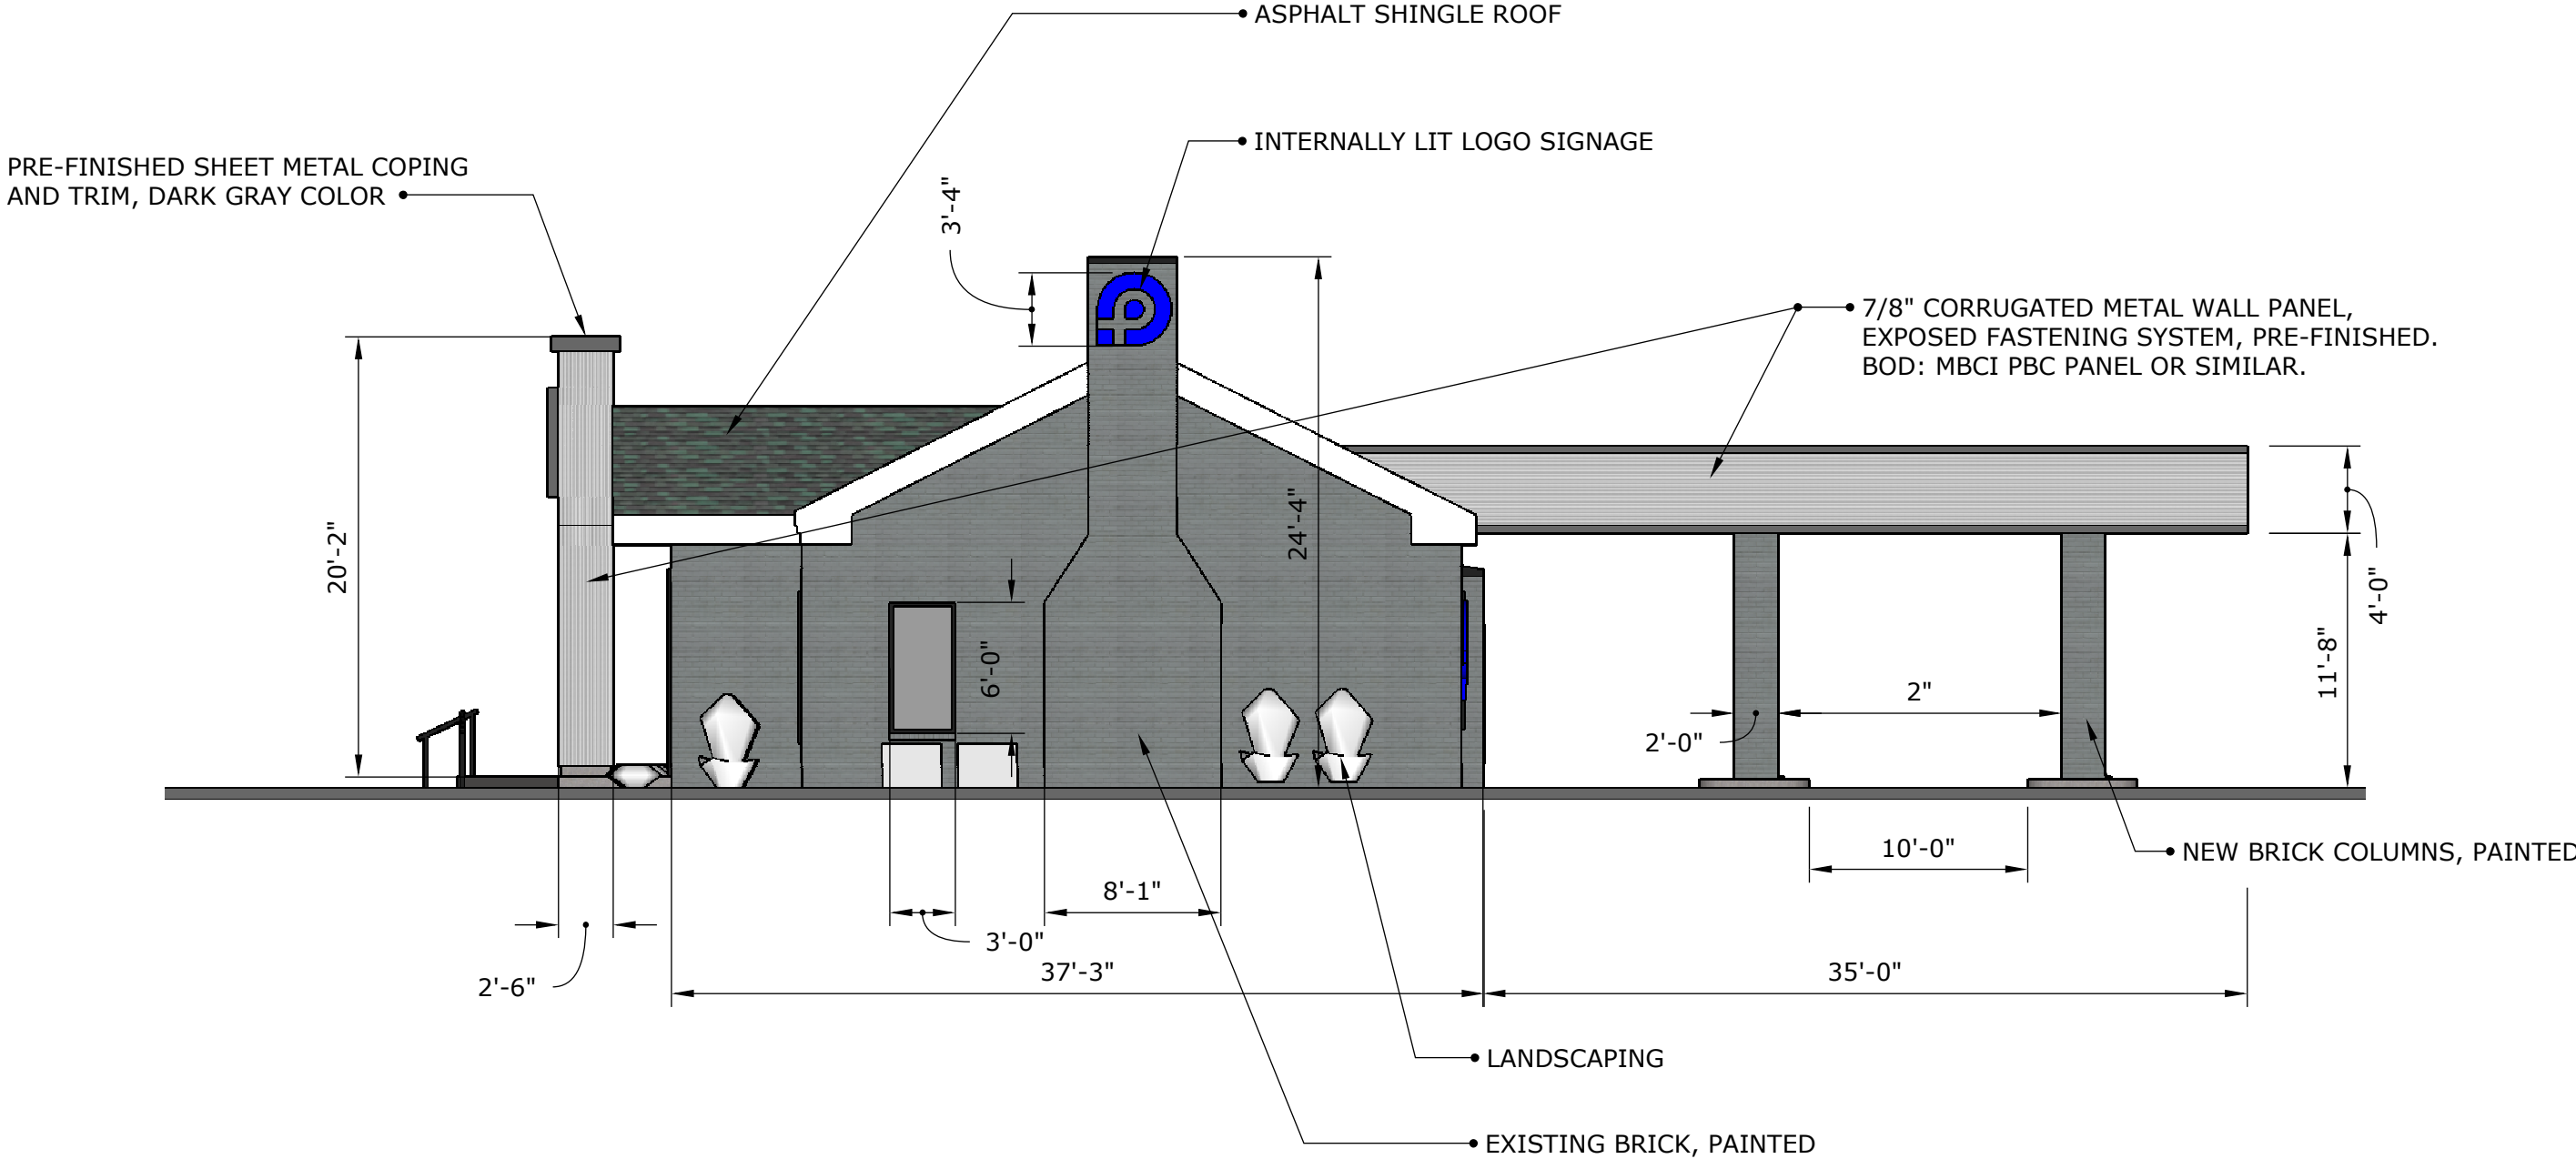 ASPHALT SHINGLE ROOF
INTERNALLY LIT LOGO SIGNAGE
PRE-FINISHED SHEET METAL COPING
AND TRIM, DARK GRAY COLOR
3'-4"
7/8" CORRUGATED METAL WALL PANEL,
EXPOSED FASTENING SYSTEM, PRE-FINISHED.
BOD: MBCI PBC PANEL OR SIMILAR.
20'-2"
24'-4"
4'-0"
6'-0"
11'-8"
2"
2'-0"
10'-0"
NEW BRICK COLUMNS, PAINTED
8'-1"
3'-0"
2'-6"
37'-3"
35'-0"
LANDSCAPING
EXISTING BRICK, PAINTED